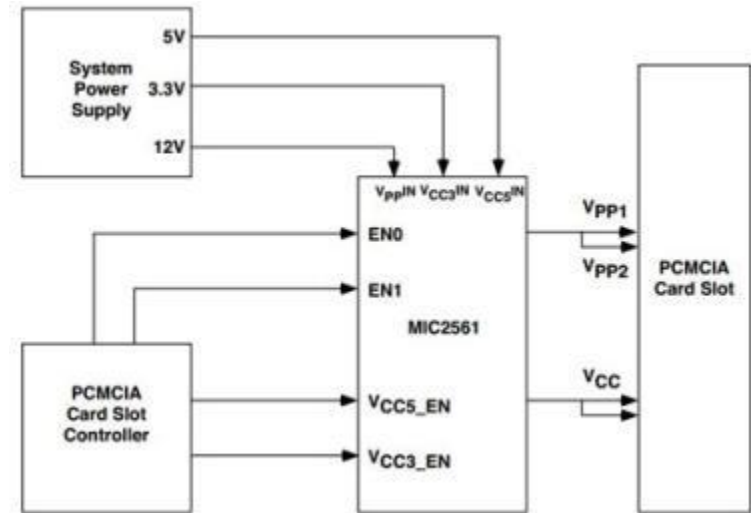 System
Power
Supply
5V
3.3V
12V
VPPIN VCC3IN VCC5IN
EN0
EN1
MIC2561
VCC5_EN
VCC3_EN
PCMCIA
Card Slot
Controller
VPP1
VPP2
VCC
PCMCIA
Card Slot